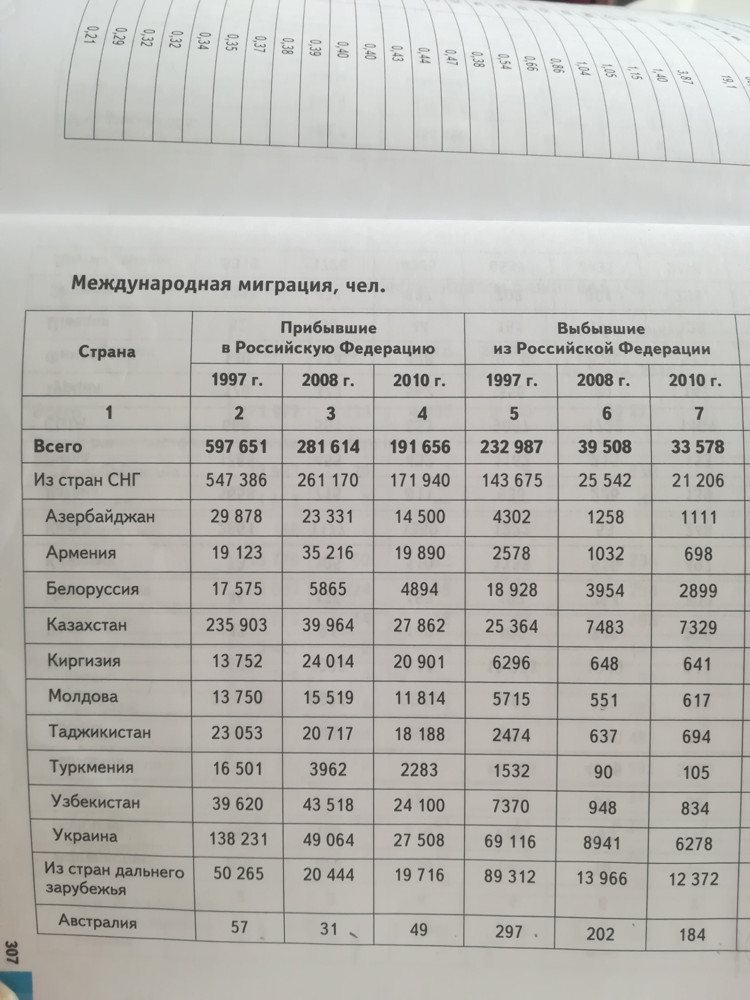 0,21 0,29 0,32 0,32 0,34 0,35 0,37 0,38 0,39 0,40 0,40 0,43 0,44 0,47 0,38 0,54 0,66 0,86 1,04 1,05 1,15 1,40 3,87 19,1
Международная миграция, чел.
Страна
Прибывшие
в Российскую Федерацию
Выбывшие
из Российской Федерации
1997 г. 2008 г. 2010 г. 1997 г. 2008 г. 2010 г.
1 2 3 4 5 6 7
Всего 597 651 281 614 191 656 232 987 39 508 33 578
Из стран СНГ 547 386 261 170 171 940 143 675 25 542 21 206
Азербайджан 29 878 23 331 14 500 4302 1258 1111
Армения 19 123 35 216 19 890 2578 1032 698
Белоруссия 17 575 5865 4894 18 928 3954 2899
Казахстан 235 903 39 964 27 862 25 364 7483 7329
Киргизия 13 752 24 014 20 901 6296 648 641
Молдова 13 750 15 519 11 814 5715 551 617
Таджикистан 23 053 20 717 18 188 2474 637 694
Туркмения 16 501 3962 2283 1532 90 105
Узбекистан 39 620 43 518 24 100 7370 948 834
Украина 138 231 49 064 27 508 69 116 8941 6278
Из стран дальнего
зарубежья 50 265 20 444 19 716 89 312 13 966 12 372
Австралия 57 31 49 297 202 184
307